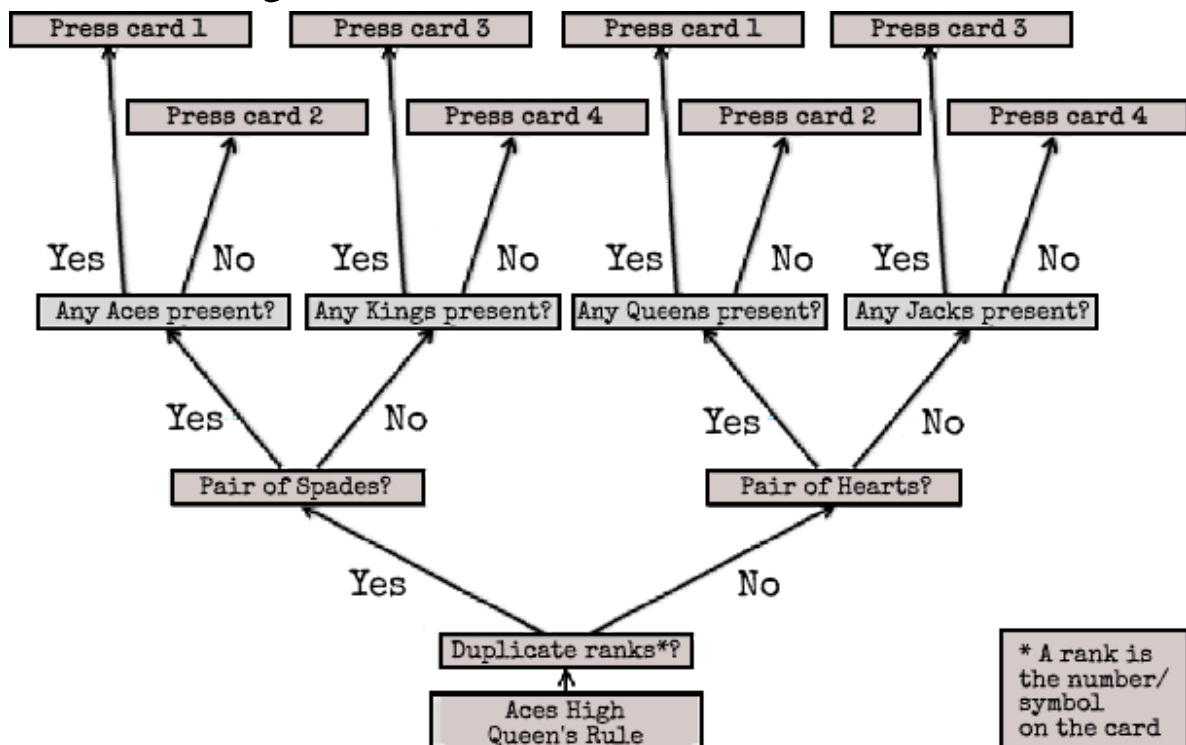 Press card 1
Press card 3
Press card 1
Press card 3
Press card 2
Press card 4
Press card 2
Press card 4
Yes
No
Yes
No
Yes
No
Yes
No
Any Aces present?
Any Kings present?
Any Queens present?
Any Jacks present?
Yes
No
Yes
No
Pair of Spades?
Pair of Hearts?
Yes
No
Duplicate ranks*?
Aces High
Queen's Rule
* A rank is
the number/
symbol
on the card